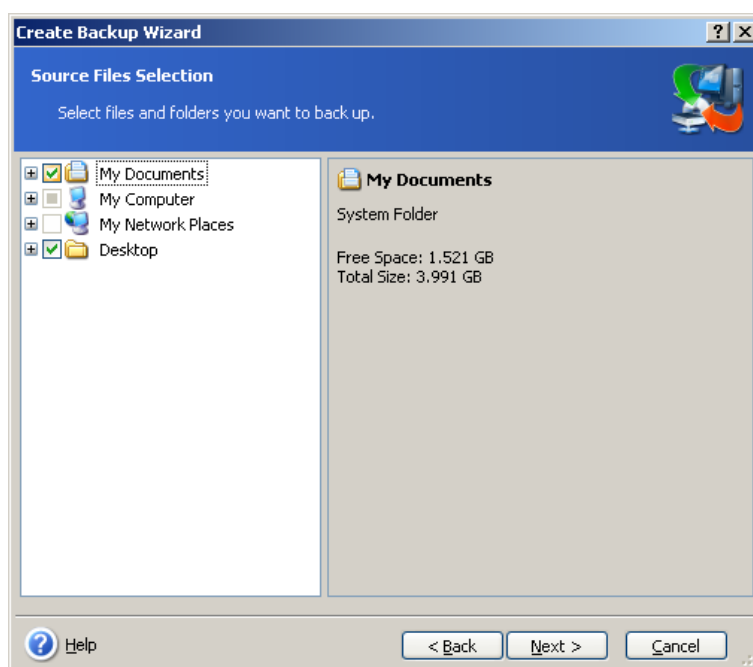 Create Backup Wizard
Source Files Selection
Select files and folders you want to back up.
My Documents
My Computer
My Network Places
Desktop
My Documents
System Folder
Free Space: 1.521 GB
Total Size: 3.991 GB
Help
< Back
Next >
Cancel